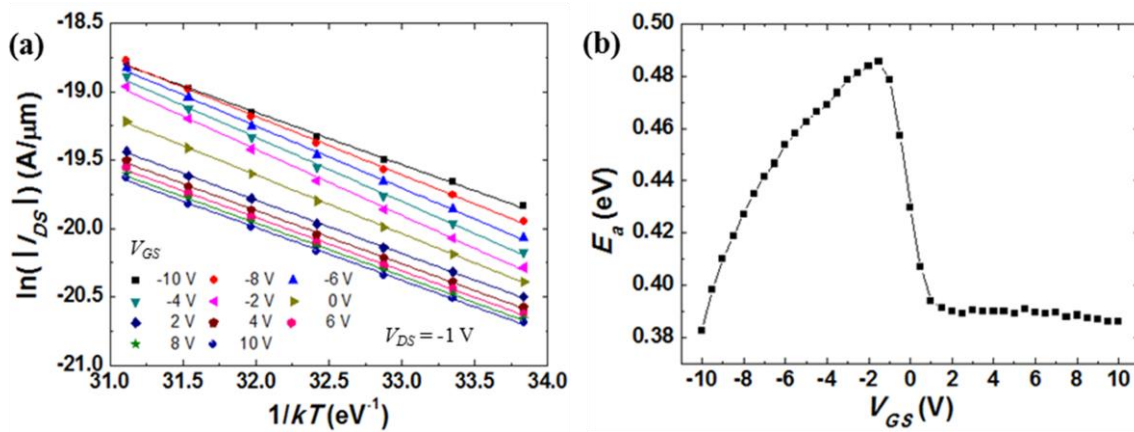 (a)
-18.5
-19.0
-19.5
-20.0
-20.5
-21.0
ln(|I_DS|) (A/μm)
V_GS
-10 V -8 V -6 V
-4 V -2 V 0 V
2 V 4 V 6 V
8 V 10 V
V_DS = -1 V
31.0 31.5 32.0 32.5 33.0 33.5 34.0
1/kT (eV⁻¹)
(b)
0.50
0.48
0.46
0.44
0.42
0.40
0.38
E_a (eV)
-10 -8 -6 -4 -2 0 2 4 6 8 10
V_GS (V)